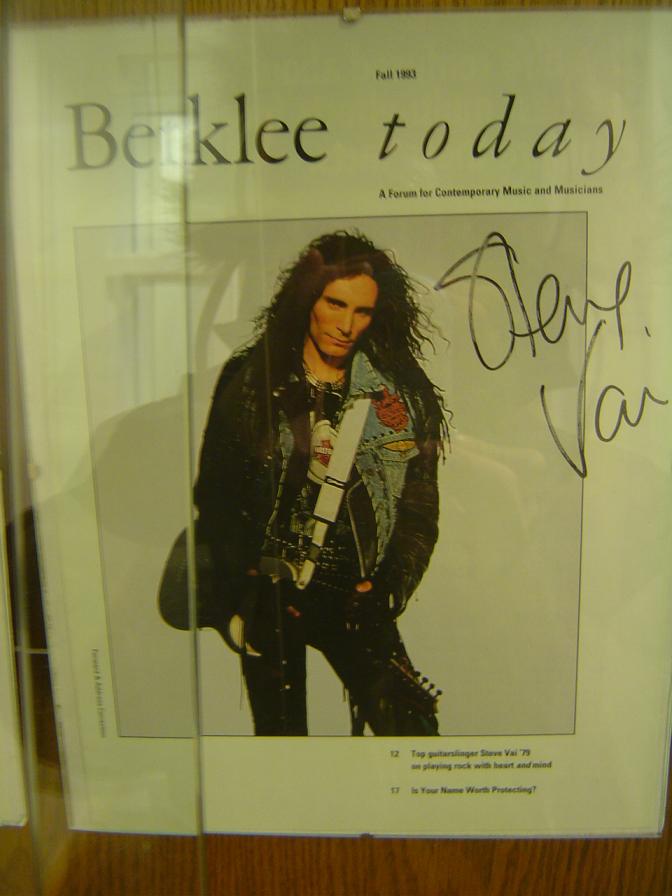 Fall 1993
Berklee today
A Forum for Contemporary Music and Musicians
Steve
Vai
12 Top guitarslinger Steve Vai '79
on playing rock with heart and mind
17 Is Your Name Worth Protecting?